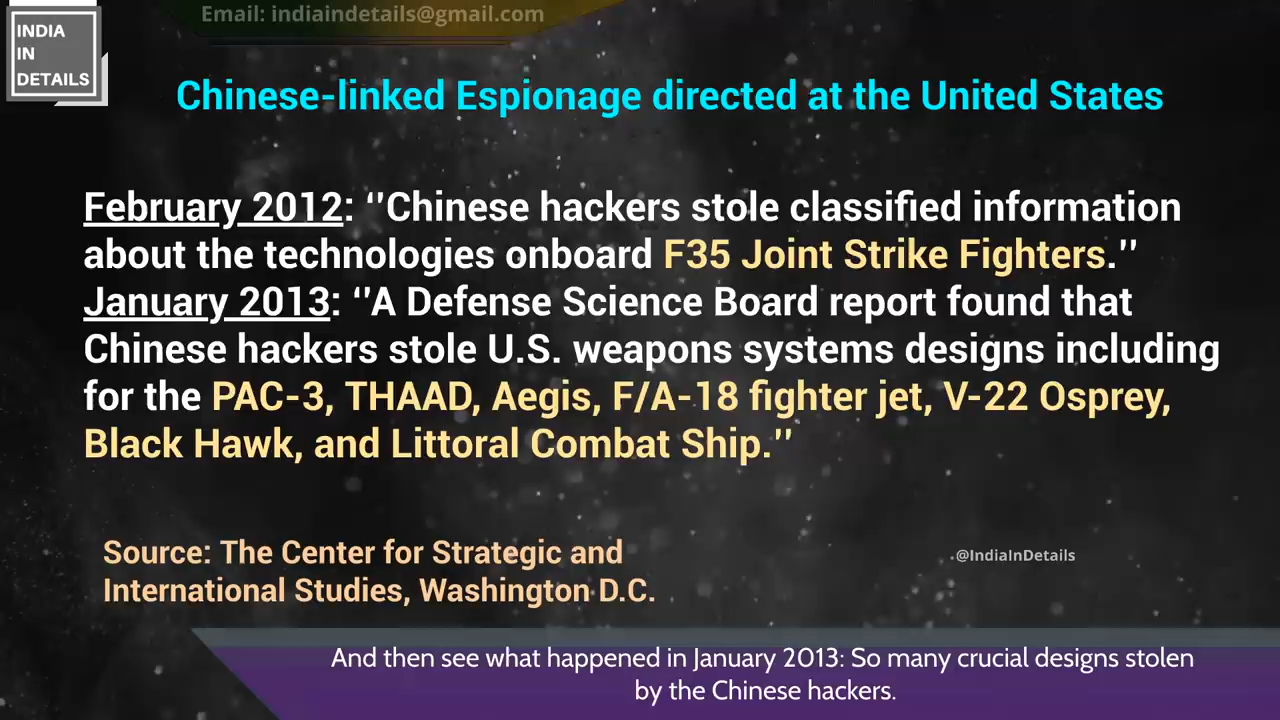 Email: indiaindetails@gmail.com
INDIA
IN
DETAILS
Chinese-linked Espionage directed at the United States
February 2012: ‘‘Chinese hackers stole classified information
about the technologies onboard F35 Joint Strike Fighters.’’
January 2013: ‘‘A Defense Science Board report found that
Chinese hackers stole U.S. weapons systems designs including
for the PAC-3, THAAD, Aegis, F/A-18 fighter jet, V-22 Osprey,
Black Hawk, and Littoral Combat Ship.’’
Source: The Center for Strategic and
International Studies, Washington D.C.
@IndiaInDetails
And then see what happened in January 2013: So many crucial designs stolen
by the Chinese hackers.